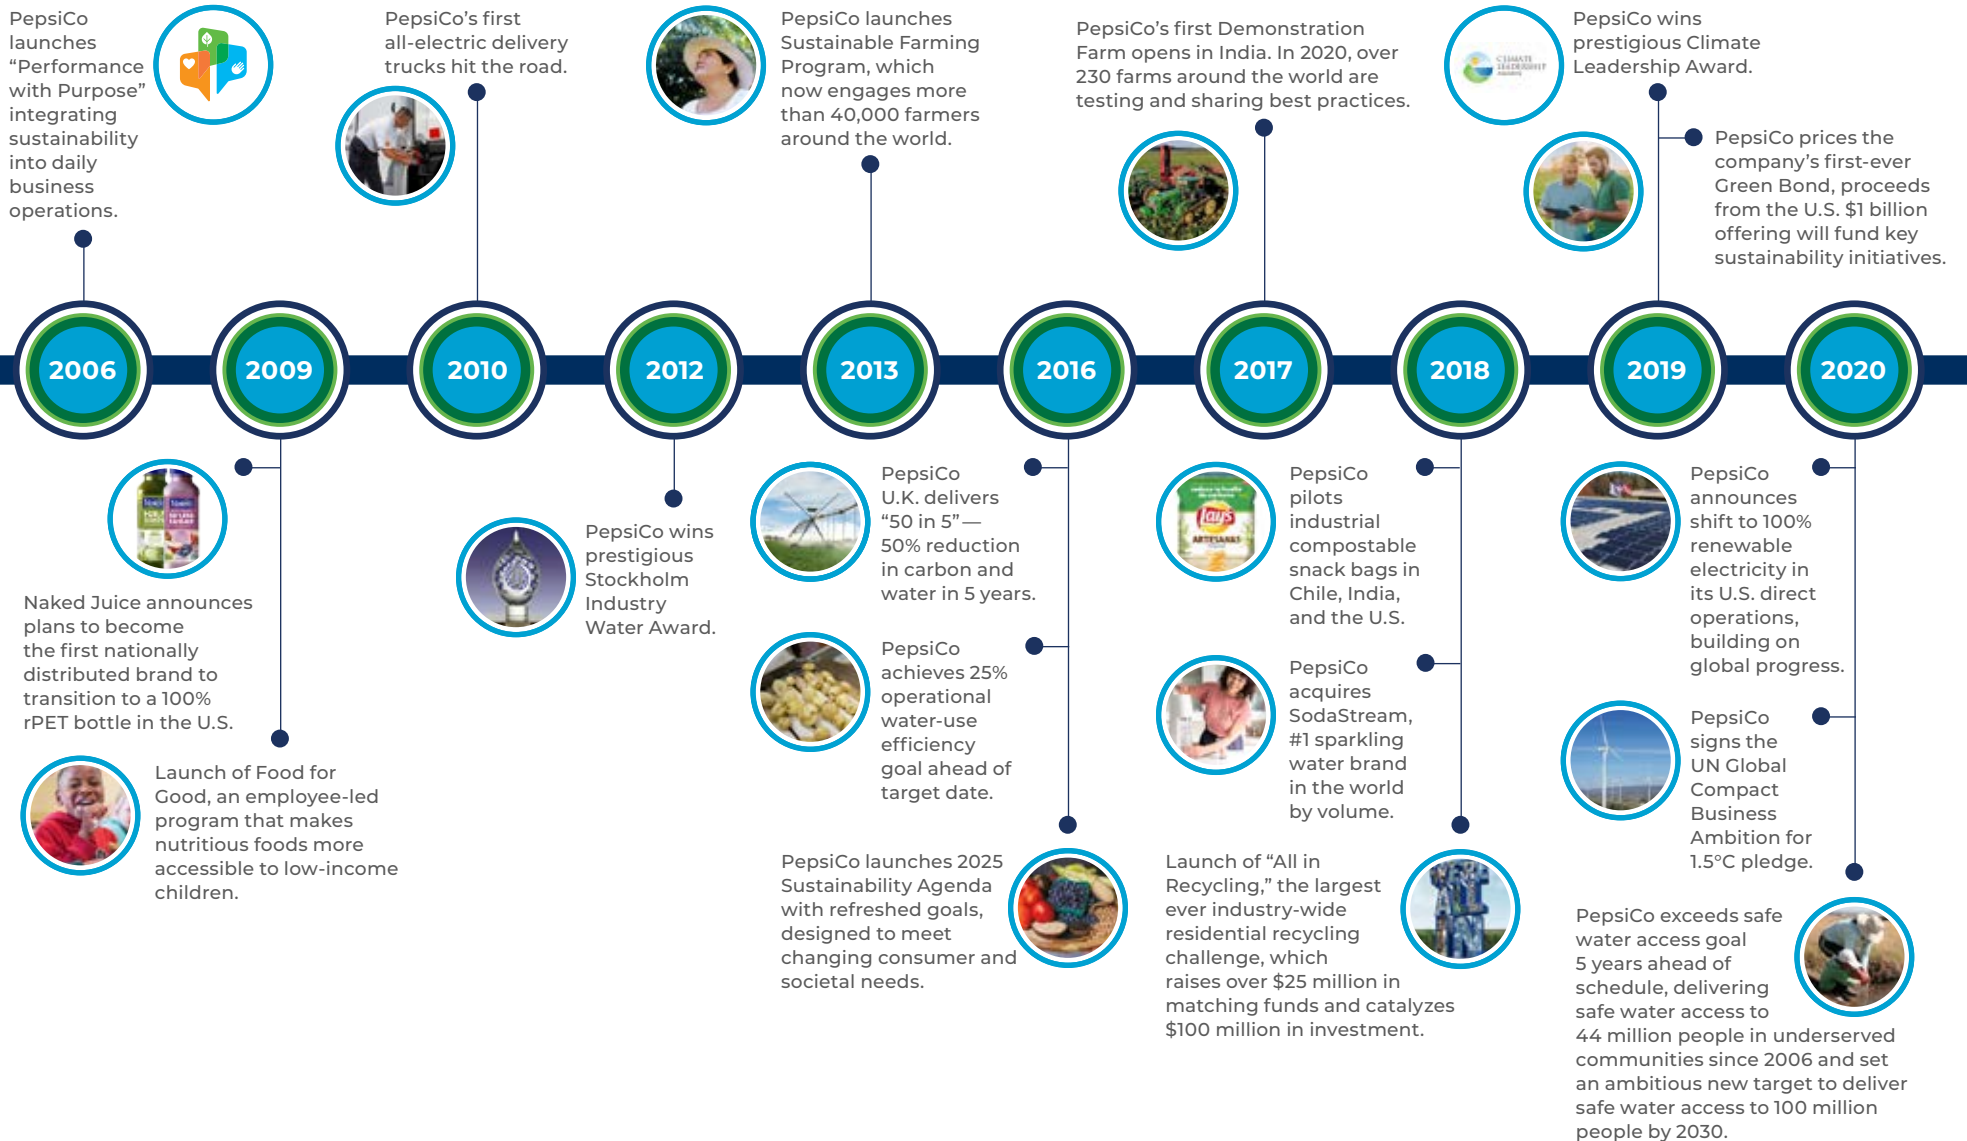 PepsiCo
launches
“Performance
with Purpose”
integrating
sustainability
into daily
business
operations.
PepsiCo’s first
all-electric delivery
trucks hit the road.
PepsiCo launches
Sustainable Farming
Program, which
now engages more
than 40,000 farmers
around the world.
PepsiCo’s first Demonstration
Farm opens in India. In 2020, over
230 farms around the world are
testing and sharing best practices.
CLIMATE
LEADERSHIP
PepsiCo wins
prestigious Climate
Leadership Award.
PepsiCo prices the
company’s first-ever
Green Bond, proceeds
from the U.S. $1 billion
offering will fund key
sustainability initiatives.
2006
2009
2010
2012
2013
2016
2017
2018
2019
2020
Naked Juice announces
plans to become
the first nationally
distributed brand to
transition to a 100%
rPET bottle in the U.S.
Launch of Food for
Good, an employee-led
program that makes
nutritious foods more
accessible to low-income
children.
PepsiCo wins
prestigious
Stockholm
Industry
Water Award.
PepsiCo
U.K. delivers
“50 in 5”—
50% reduction
in carbon and
water in 5 years.
PepsiCo
achieves 25%
operational
water-use
efficiency
goal ahead of
target date.
PepsiCo launches 2025
Sustainability Agenda
with refreshed goals,
designed to meet
changing consumer and
societal needs.
Lay's
ARTESANAS
PepsiCo
pilots
industrial
compostable
snack bags in
Chile, India,
and the U.S.
PepsiCo
acquires
SodaStream,
#1 sparkling
water brand
in the world
by volume.
Launch of “All in
Recycling,” the largest
ever industry-wide
residential recycling
challenge, which
raises over $25 million in
matching funds and catalyzes
$100 million in investment.
PepsiCo
announces
shift to 100%
renewable
electricity in
its U.S. direct
operations,
building on
global progress.
PepsiCo
signs the
UN Global
Compact
Business
Ambition for
1.5°C pledge.
PepsiCo exceeds safe
water access goal
5 years ahead of
schedule, delivering
safe water access to
44 million people in underserved
communities since 2006 and set
an ambitious new target to deliver
safe water access to 100 million
people by 2030.